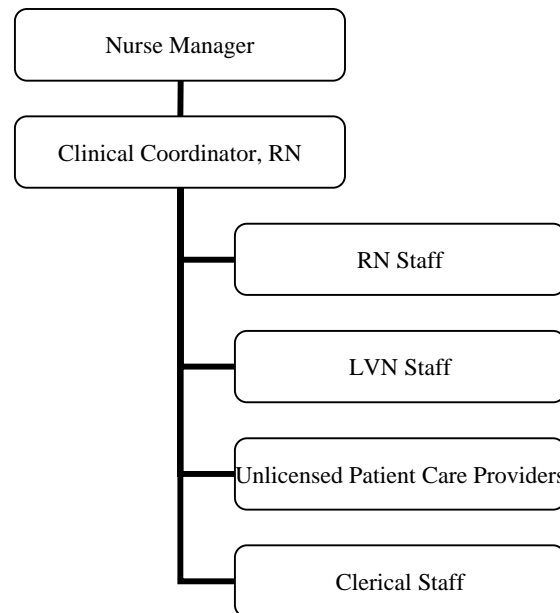 Nurse Manager
Clinical Coordinator, RN
RN Staff
LVN Staff
Unlicensed Patient Care Providers
Clerical Staff